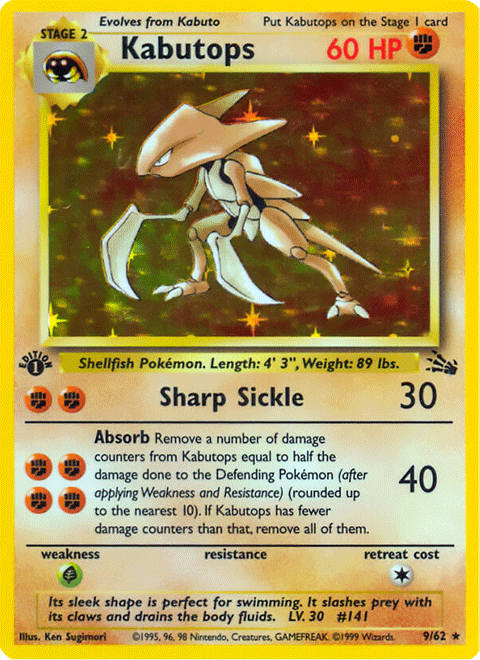 Evolves from Kabuto Put Kabutops on the Stage 1 card
STAGE 2
Kabutops 60 HP
EDITION
1
Shellfish Pokémon. Length: 4' 3", Weight: 89 lbs.
Sharp Sickle 30
Absorb Remove a number of damage
counters from Kabutops equal to half the
damage done to the Defending Pokémon (after
applying Weakness and Resistance) (rounded up
to the nearest 10). If Kabutops has fewer
damage counters than that, remove all of them.
40
weakness resistance retreat cost
Its sleek shape is perfect for swimming. It slashes prey with
its claws and drains the body fluids. LV. 30 #141
Illus. Ken Sugimori ©1995, 96, 98 Nintendo, Creatures, GAMEFREAK. ©1999 Wizards. 9/62 ★